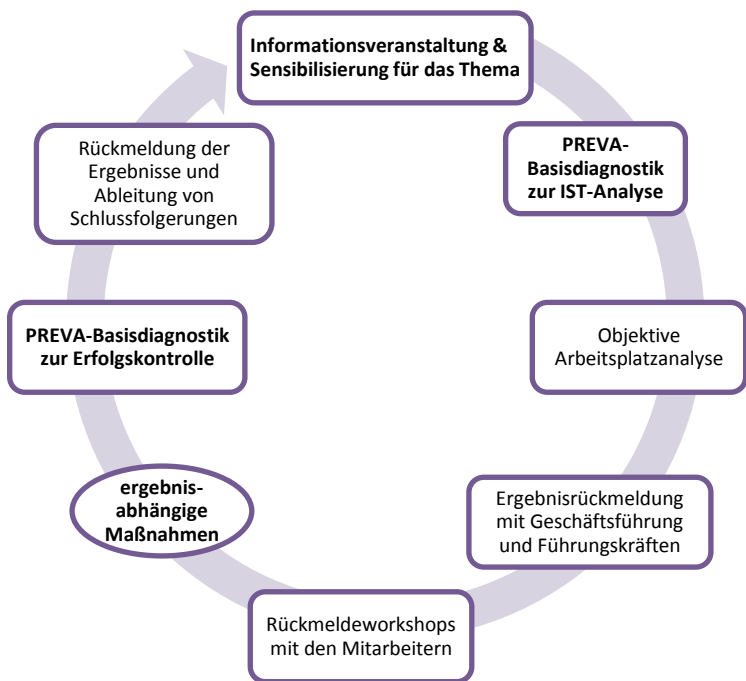 Informationsveranstaltung &
Sensibilisierung für das Thema
PREVA-
Basisdiagnostik
zur IST-Analyse
Objektive
Arbeitsplatzanalyse
Ergebnisrückmeldung
mit Geschäftsführung
und Führungskräften
Rückmeldeworkshops
mit den Mitarbeitern
ergebnis-
abhängige
Maßnahmen
PREVA-Basisdiagnostik
zur Erfolgskontrolle
Rückmeldung der
Ergebnisse und
Ableitung von
Schlussfolgerungen